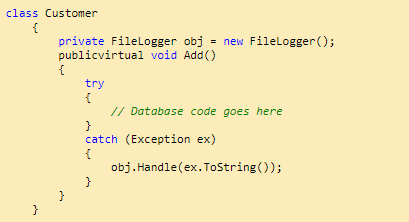 class Customer
{
private FileLogger obj = new FileLogger();
publicvirtual void Add()
{
try
{
// Database code goes here
}
catch (Exception ex)
{
obj.Handle(ex.ToString());
}
}
}